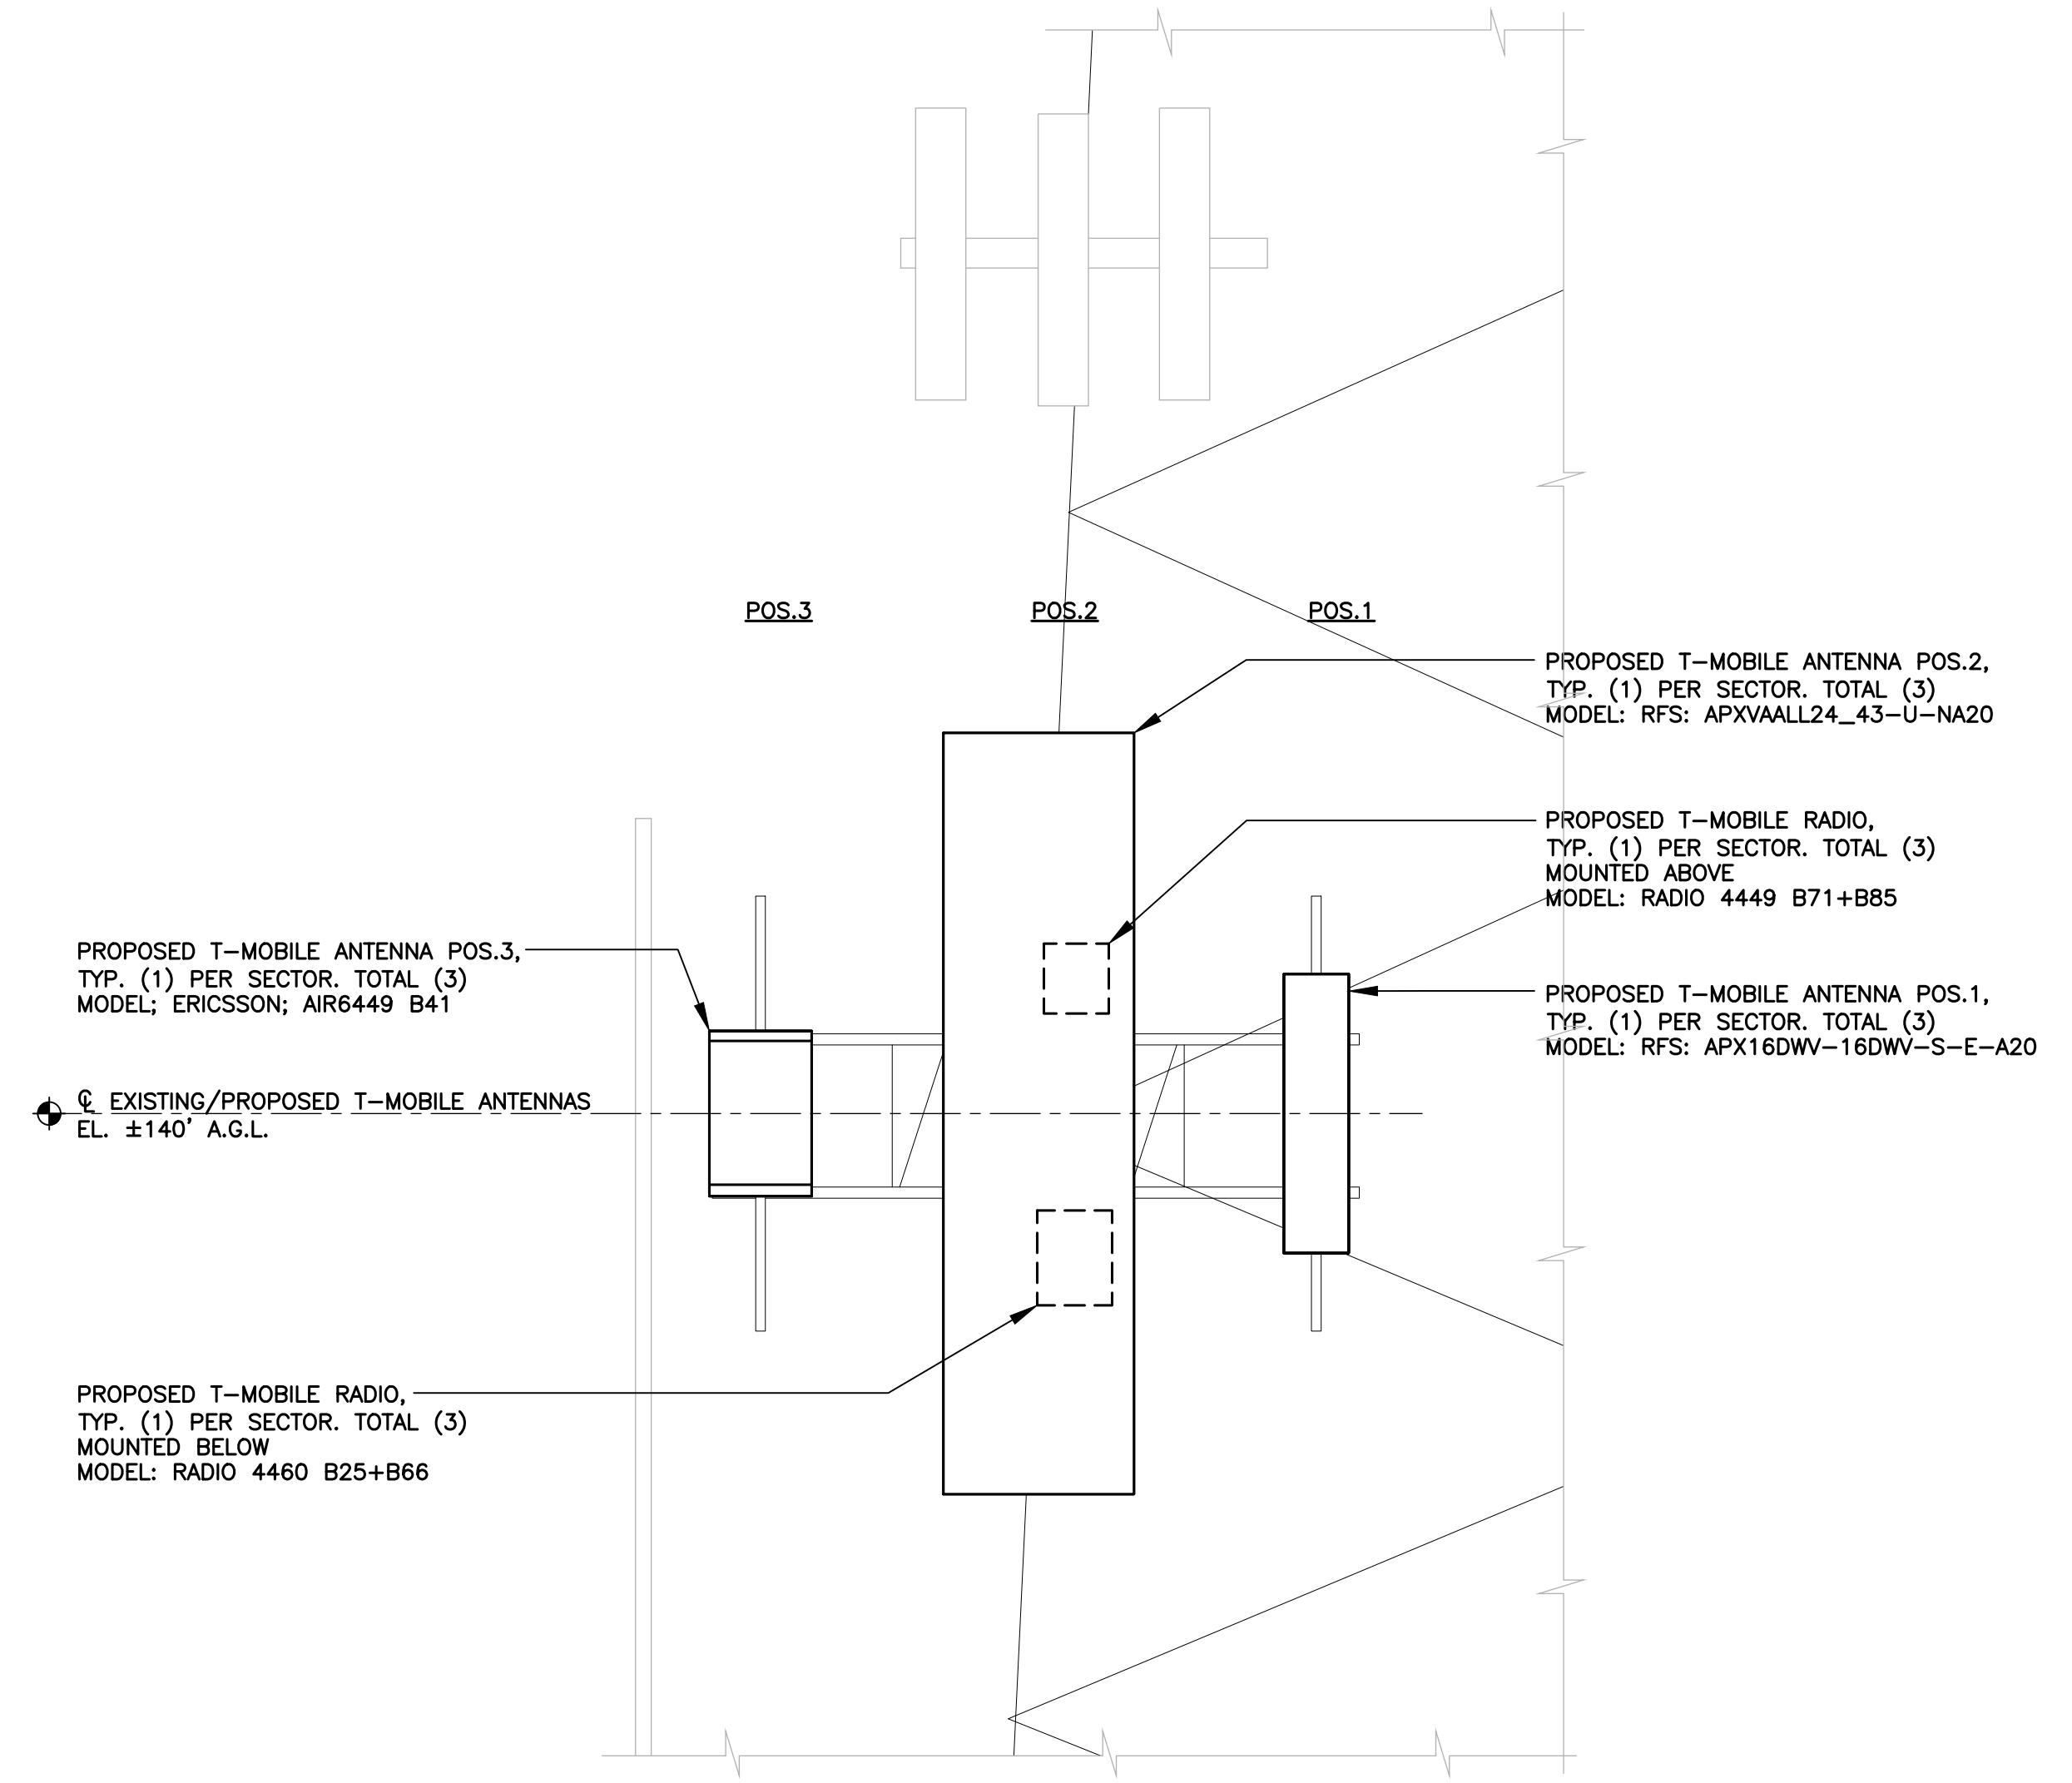 POS.3
POS.2
POS.1
PROPOSED T-MOBILE ANTENNA POS.2,
TYP. (1) PER SECTOR. TOTAL (3)
MODEL: RFS: APXVAALL24_43-U-NA20
PROPOSED T-MOBILE RADIO,
TYP. (1) PER SECTOR. TOTAL (3)
MOUNTED ABOVE
MODEL: RADIO 4449 B71+B85
PROPOSED T-MOBILE ANTENNA POS.3,
TYP. (1) PER SECTOR. TOTAL (3)
MODEL; ERICSSON; AIR6449 B41
PROPOSED T-MOBILE ANTENNA POS.1,
TYP. (1) PER SECTOR. TOTAL (3)
MODEL: RFS: APX16DWV-16DWV-S-E-A20
℄ EXISTING/PROPOSED T-MOBILE ANTENNAS
EL. ±140' A.G.L.
PROPOSED T-MOBILE RADIO,
TYP. (1) PER SECTOR. TOTAL (3)
MOUNTED BELOW
MODEL: RADIO 4460 B25+B66